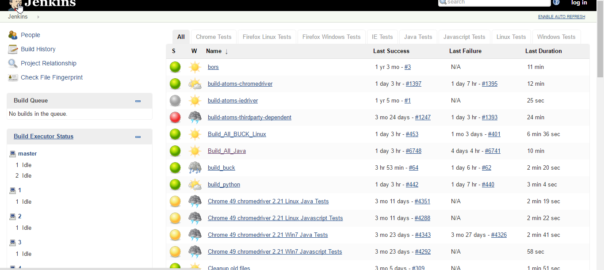 Jenkins
search
log in
Jenkins
ENABLE AUTO REFRESH
People
Build History
Project Relationship
Check File Fingerprint
Build Queue
No builds in the queue.
Build Executor Status
master
1 Idle
2 Idle
1
1 Idle
2
1 Idle
3
1 Idle
4
All Chrome Tests Firefox Linux Tests Firefox Windows Tests IE Tests Java Tests Javascript Tests Linux Tests Windows Tests
S W Name ↓ Last Success Last Failure Last Duration
bors 1 yr 3 mo - #3 N/A 11 min
build-atoms-chromedriver 1 day 3 hr - #1397 1 day 7 hr - #1395 12 min
build-atoms-iedriver 1 yr 5 mo - #1 N/A 25 sec
build-atoms-thirdparty-dependent 3 mo 24 days - #1247 1 day 3 hr - #1393 24 min
Build_All_BUCK_Linux 1 day 3 hr - #453 1 mo 3 days - #401 6 min 36 sec
Build_All_Java 1 day 3 hr - #6748 4 days 4 hr - #6741 10 min
build_buck 3 hr 53 min - #64 1 day 6 hr - #62 2 min 20 sec
build_python 1 day 3 hr - #442 1 day 7 hr - #440 3 min 4 sec
Chrome 49 chromedriver 2.21 Linux Java Tests 3 mo 11 days - #4351 N/A 2 min 19 sec
Chrome 49 chromedriver 2.21 Linux Javascript Tests 3 mo 11 days - #4288 N/A 2 min 22 sec
Chrome 49 chromedriver 2.21 Win7 Java Tests 3 mo 23 days - #4343 3 mo 27 days - #4326 2 min 41 sec
Chrome 49 chromedriver 2.21 Win7 Javascript Tests 3 mo 23 days - #4292 N/A 58 sec
Cleanup old files 3 mo 5 days - #309 N/A 1 min 51 sec